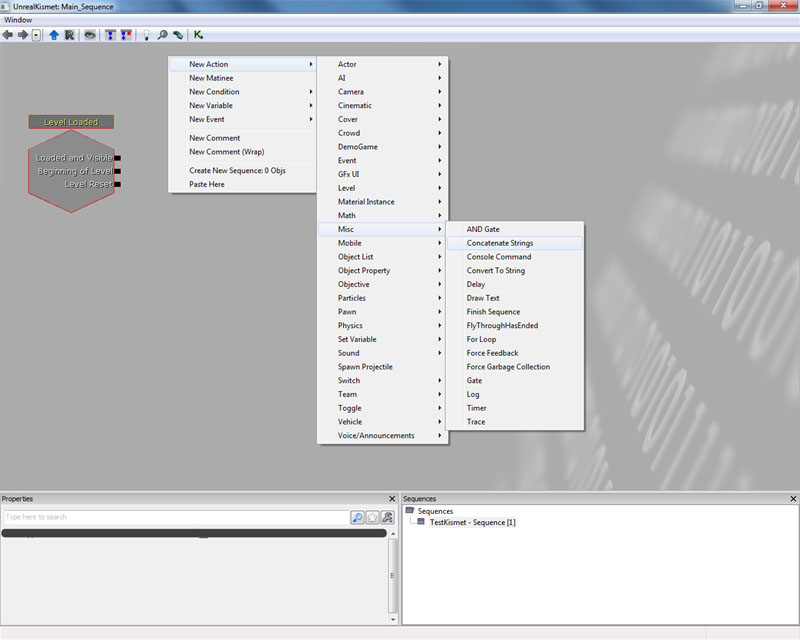 UnrealKismet: Main_Sequence
Window
Level Loaded
Loaded and Visible
Beginning of Level
Level Reset
New Action
New Matinee
New Condition
New Variable
New Event
New Comment
New Comment (Wrap)
Create New Sequence: 0 Objs
Paste Here
Actor
AI
Camera
Cinematic
Cover
Crowd
DemoGame
Event
GFx UI
Level
Material Instance
Math
Misc
Mobile
Object List
Object Property
Objective
Particles
Pawn
Physics
Set Variable
Sound
Spawn Projectile
Switch
Team
Toggle
Vehicle
Voice/Announcements
AND Gate
Concatenate Strings
Console Command
Convert To String
Delay
Draw Text
Finish Sequence
FlyThroughHasEnded
For Loop
Force Feedback
Force Garbage Collection
Gate
Log
Timer
Trace
Properties
Type here to search
Sequences
Sequences
TestKismet - Sequence [1]